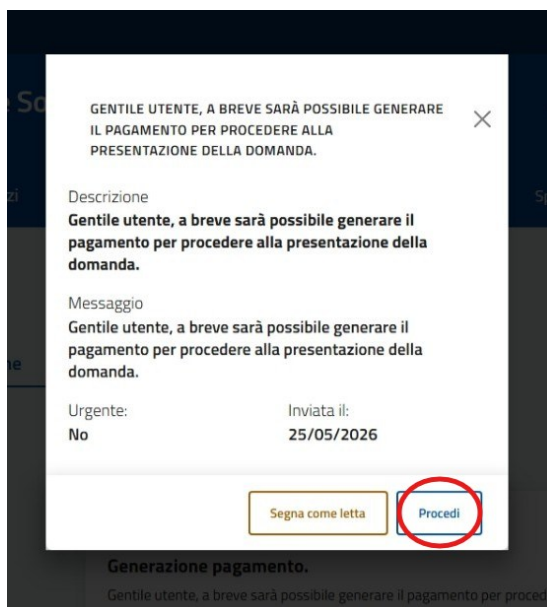 So
GENTILE UTENTE, A BREVE SARÀ POSSIBILE GENERARE
IL PAGAMENTO PER PROCEDERE ALLA
PRESENTAZIONE DELLA DOMANDA.
zi
Descrizione
Gentile utente, a breve sarà possibile generare il
pagamento per procedere alla presentazione della
domanda.
Messaggio
Gentile utente, a breve sarà possibile generare il
pagamento per procedere alla presentazione della
domanda.
ne
Urgente:
Inviata il:
No
25/05/2026
Segna come letta
Procedi
Generazione pagamento.
Gentile utente, a breve sarà possibile generare il pagamento per proced